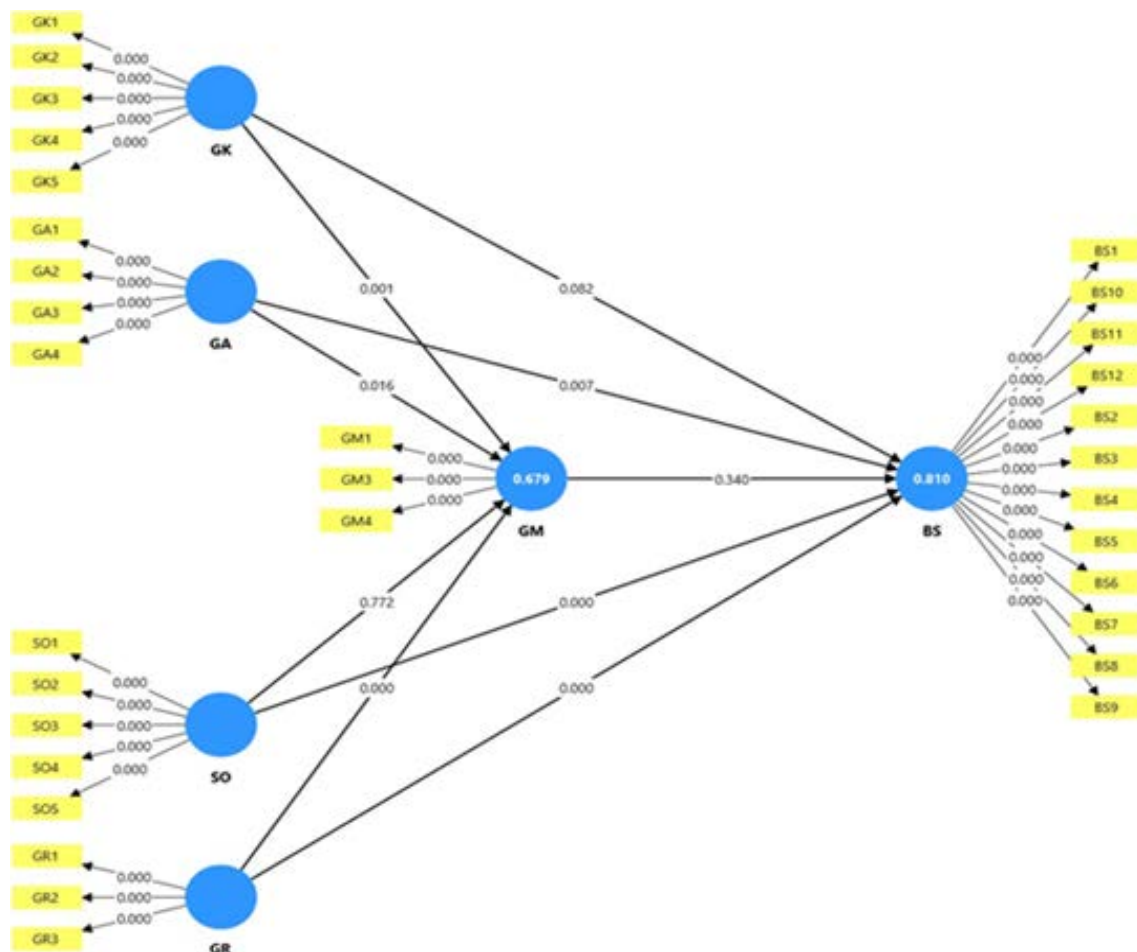 GK1
GK2
GK3
GK4
GK5
0.000
0.000
0.000
0.000
0.000
GK
GA1
GA2
GA3
GA4
0.000
0.000
0.000
0.000
GA
0.001
0.082
0.016
0.007
GM1
GM3
GM4
0.000
0.000
0.000
0.679
GM
0.340
0.810
BS
BS1
BS10
BS11
BS12
BS2
BS3
BS4
BS5
BS6
BS7
BS8
BS9
0.000
0.000
0.000
0.000
0.000
0.000
0.000
0.000
0.000
0.000
0.000
0.000
0.772
0.000
0.000
0.000
SO1
SO2
SO3
SO4
SO5
0.000
0.000
0.000
0.000
0.000
SO
GR1
GR2
GR3
0.000
0.000
0.000
GR